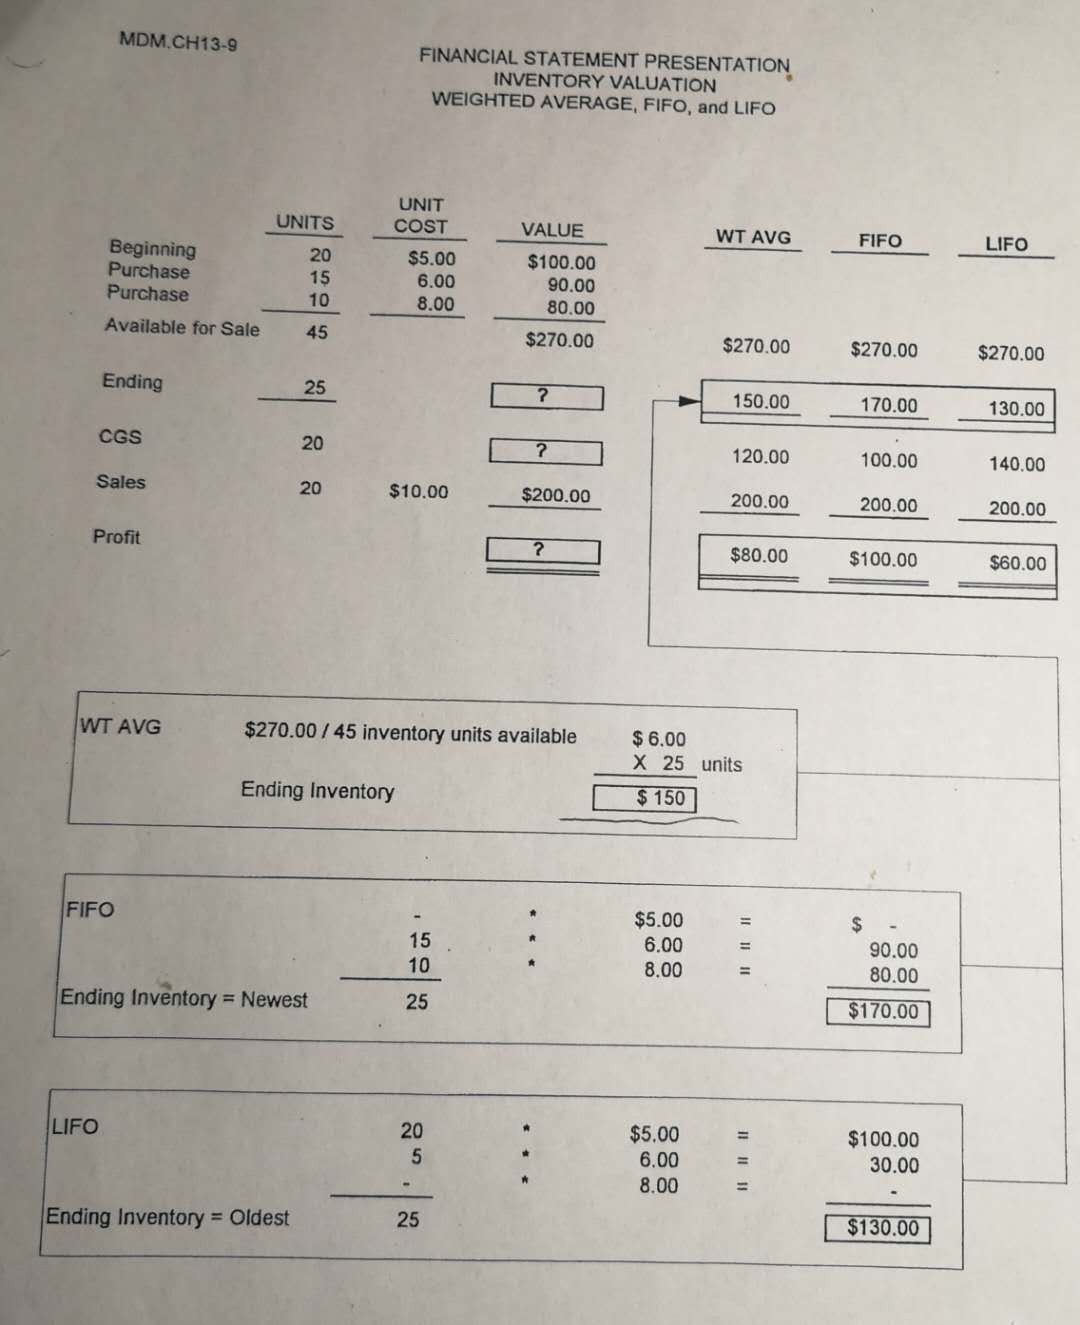 MDM.CH13-9
FINANCIAL STATEMENT PRESENTATION
INVENTORY VALUATION
WEIGHTED AVERAGE, FIFO, and LIFO
UNITS UNIT COST VALUE WT AVG FIFO LIFO
Beginning 20 $5.00 $100.00
Purchase 15 6.00 90.00
Purchase 10 8.00 80.00
Available for Sale 45 $270.00 $270.00 $270.00 $270.00
Ending 25 ? 150.00 170.00 130.00
CGS 20 ? 120.00 100.00 140.00
Sales 20 $10.00 $200.00 200.00 200.00 200.00
Profit ? $80.00 $100.00 $60.00
WT AVG $270.00 / 45 inventory units available $ 6.00
X 25 units
Ending Inventory $ 150
FIFO - * $5.00 = $ -
15 * 6.00 = 90.00
10 * 8.00 = 80.00
Ending Inventory = Newest 25 $170.00
LIFO 20 * $5.00 = $100.00
5 * 6.00 = 30.00
- * 8.00 = -
Ending Inventory = Oldest 25 $130.00